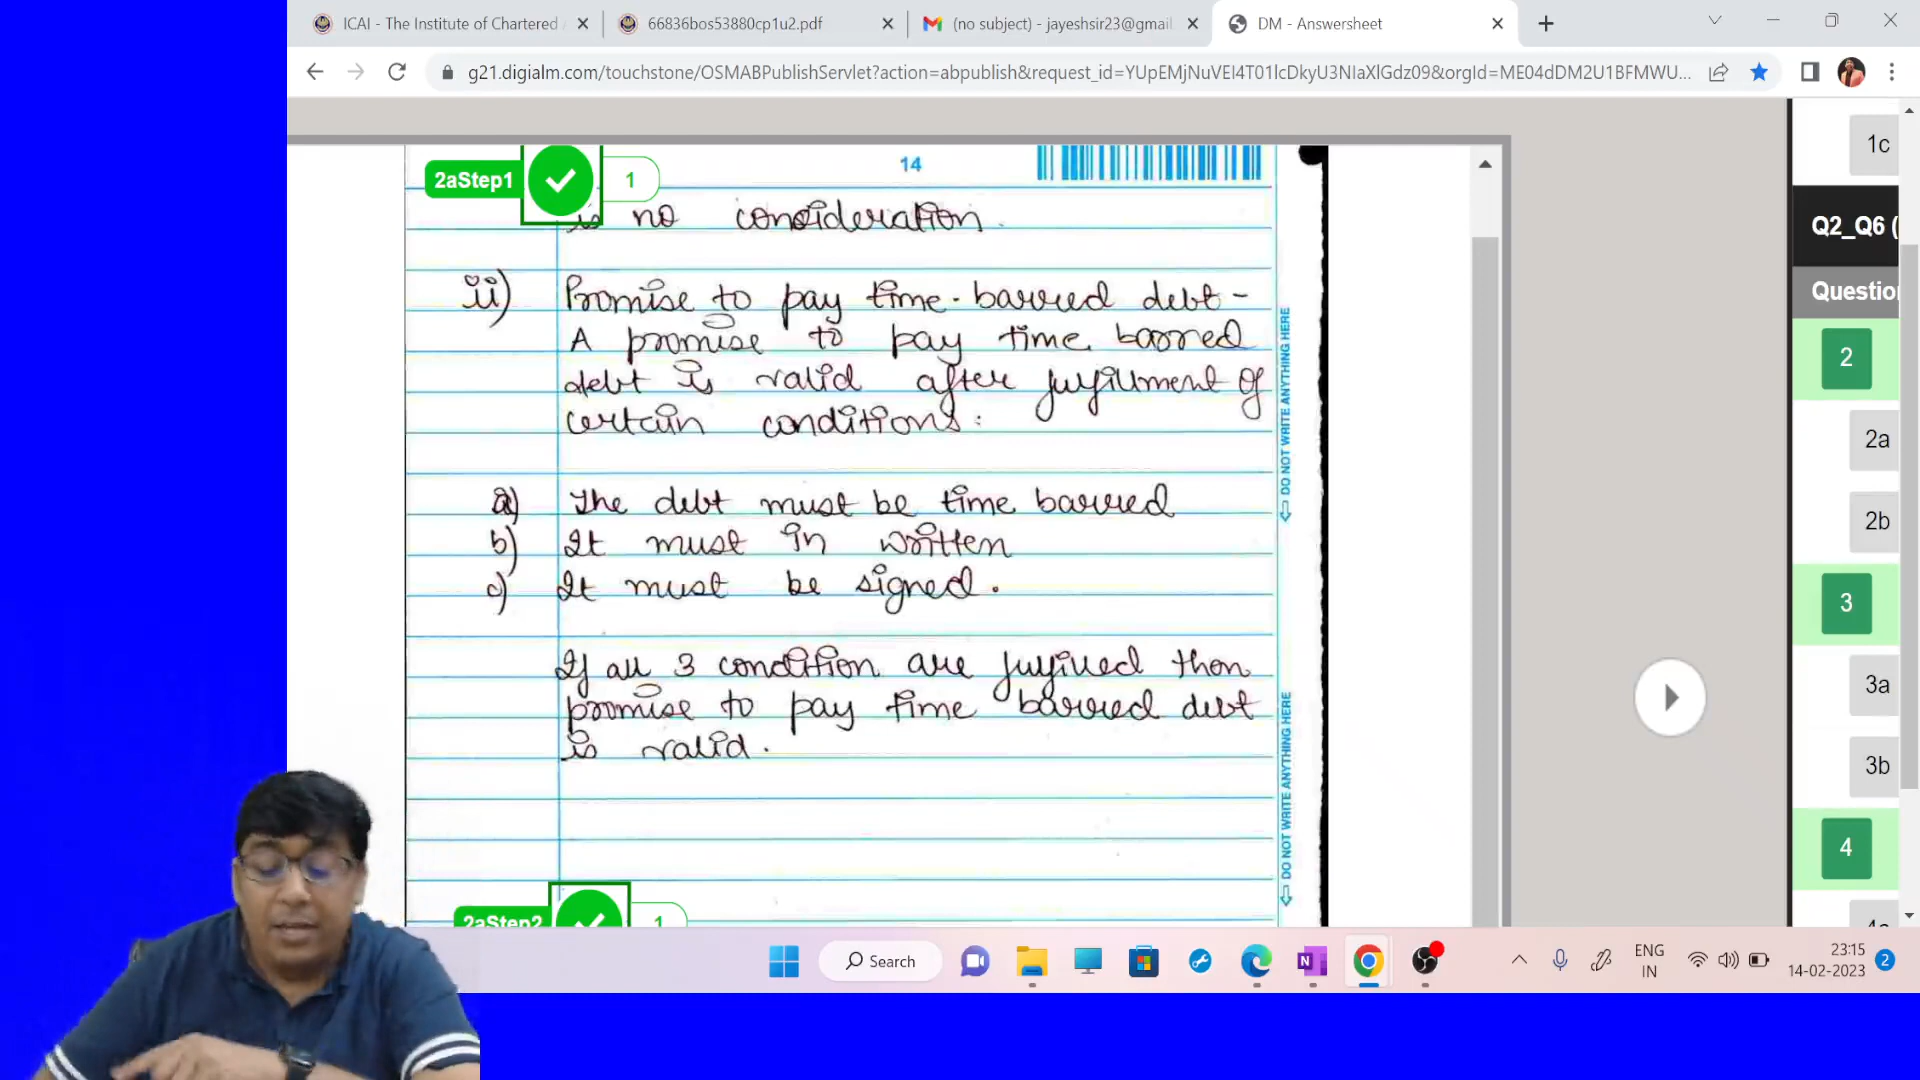 ICAI - The Institute of Chartered A
66836bos53880cp1u2.pdf
(no subject) - jayeshsir23@gmail
DM - Answersheet
g21.digialm.com/touchstone/OSMABPublishServlet?action=abpublish&request_id=YUpEMjNuVEI4T01lcDkyU3NIaXlGdz09&orgId=ME04dDM2U1BFMWU...
2aStep1
1
14
is no consideration.
ii) Promise to pay time-barred debt -
A promise to pay time barred
debt is valid after fulfillment of
certain conditions:
a) The debt must be time barred
b) It must in written
c) It must be signed.
If all 3 condition are fulfilled then
promise to pay time barred debt
is valid.
DO NOT WRITE ANYTHING HERE
DO NOT WRITE ANYTHING HERE
2aStep2
1
1c
Q2_Q6 (
Question
2
2a
2b
3
3a
3b
4
Search
ENG
IN
23:15
14-02-2023
2